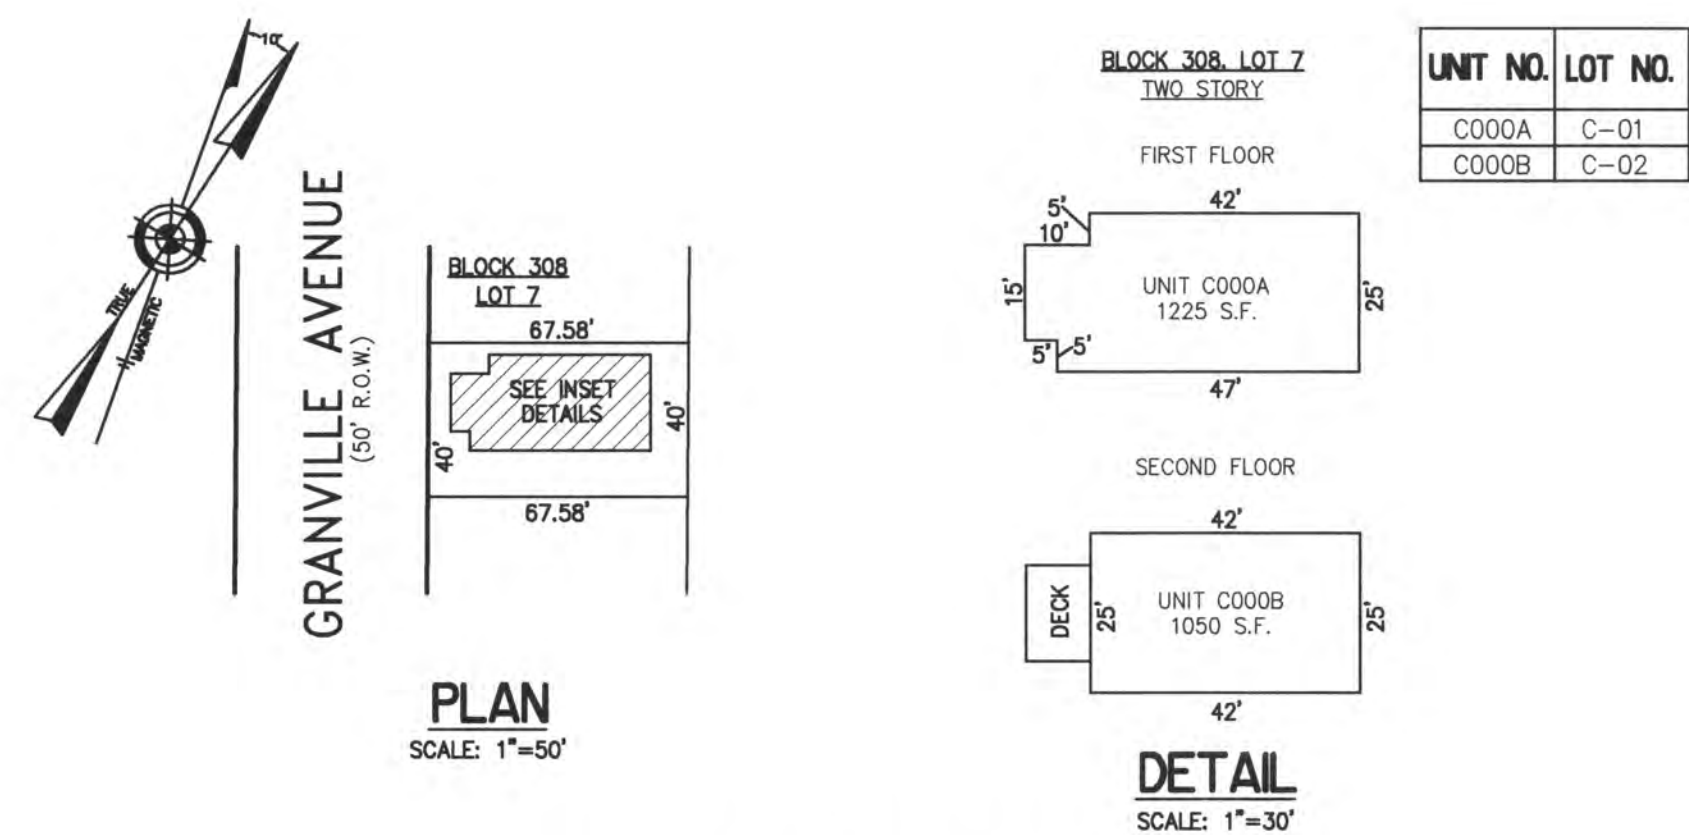 10°
TRUE
MAGNETIC
GRANVILLE AVENUE
(50' R.O.W.)
BLOCK 308
LOT 7
67.58'
SEE INSET
DETAILS
40'
40'
67.58'
PLAN
SCALE: 1"=50'
BLOCK 308, LOT 7
TWO STORY
FIRST FLOOR
42'
5'
10'
15'
UNIT C000A
1225 S.F.
25'
5'
5'
47'
SECOND FLOOR
42'
DECK
25'
UNIT C000B
1050 S.F.
25'
42'
DETAIL
SCALE: 1"=30'
UNIT NO. LOT NO.
C000A C-01
C000B C-02